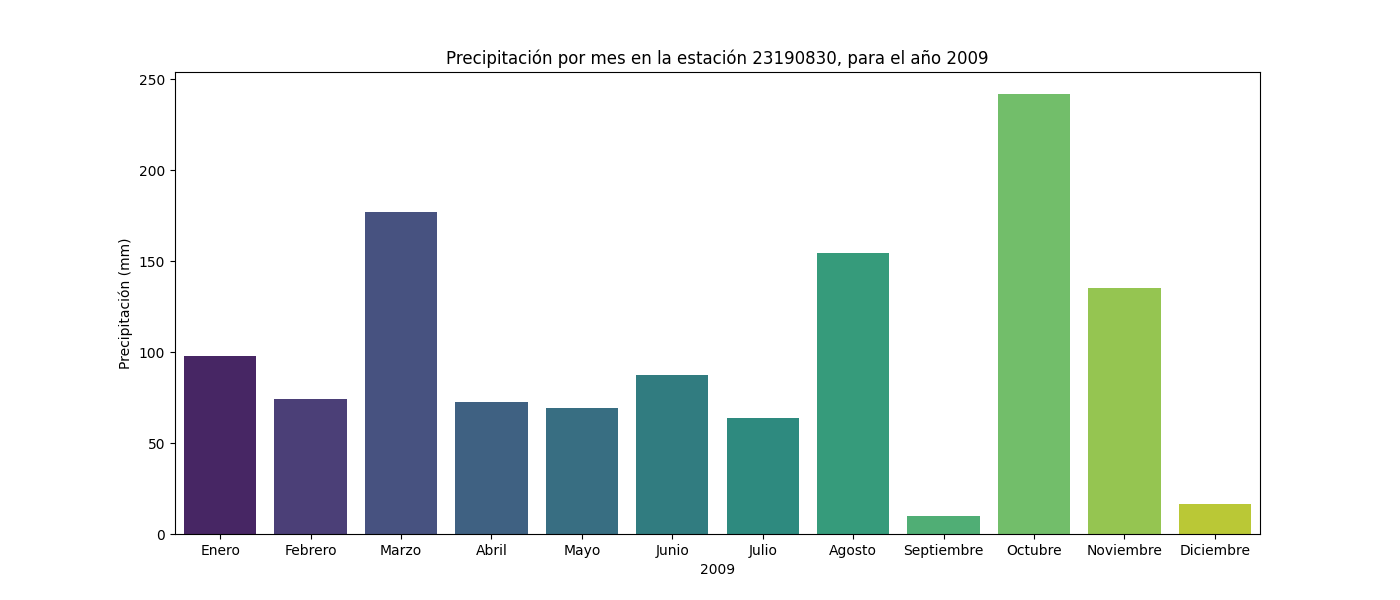 Precipitación por mes en la estación 23190830, para el año 2009
Precipitación (mm)
250
200
150
100
50
0
Enero Febrero Marzo Abril Mayo Junio Julio Agosto Septiembre Octubre Noviembre Diciembre
2009